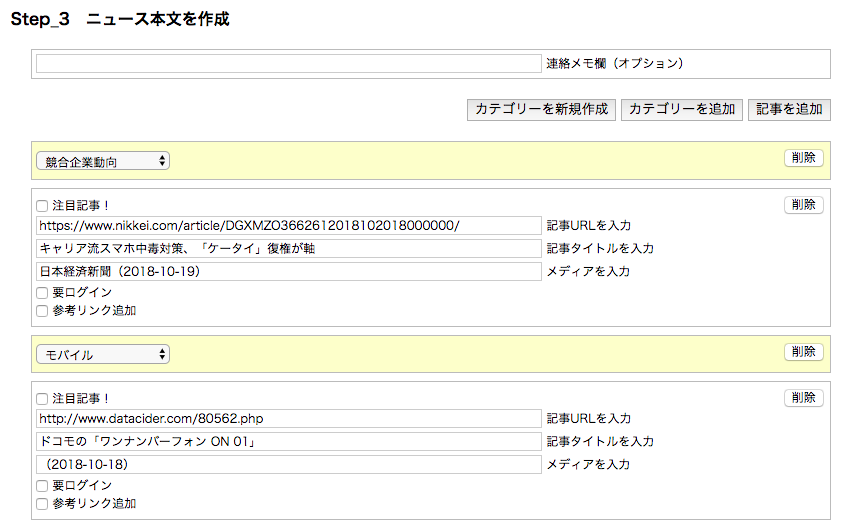 Step_3　ニュース本文を作成
連絡メモ欄（オプション）
カテゴリーを新規作成 カテゴリーを追加 記事を追加
競合企業動向 削除
注目記事！ 削除
https://www.nikkei.com/article/DGXMZO3662612018102018000000/ 記事URLを入力
キャリア流スマホ中毒対策、「ケータイ」復権が軸 記事タイトルを入力
日本経済新聞（2018-10-19） メディアを入力
要ログイン
参考リンク追加
モバイル 削除
注目記事！ 削除
http://www.datacider.com/80562.php 記事URLを入力
ドコモの「ワンナンバーフォン ON 01」 記事タイトルを入力
（2018-10-18） メディアを入力
要ログイン
参考リンク追加